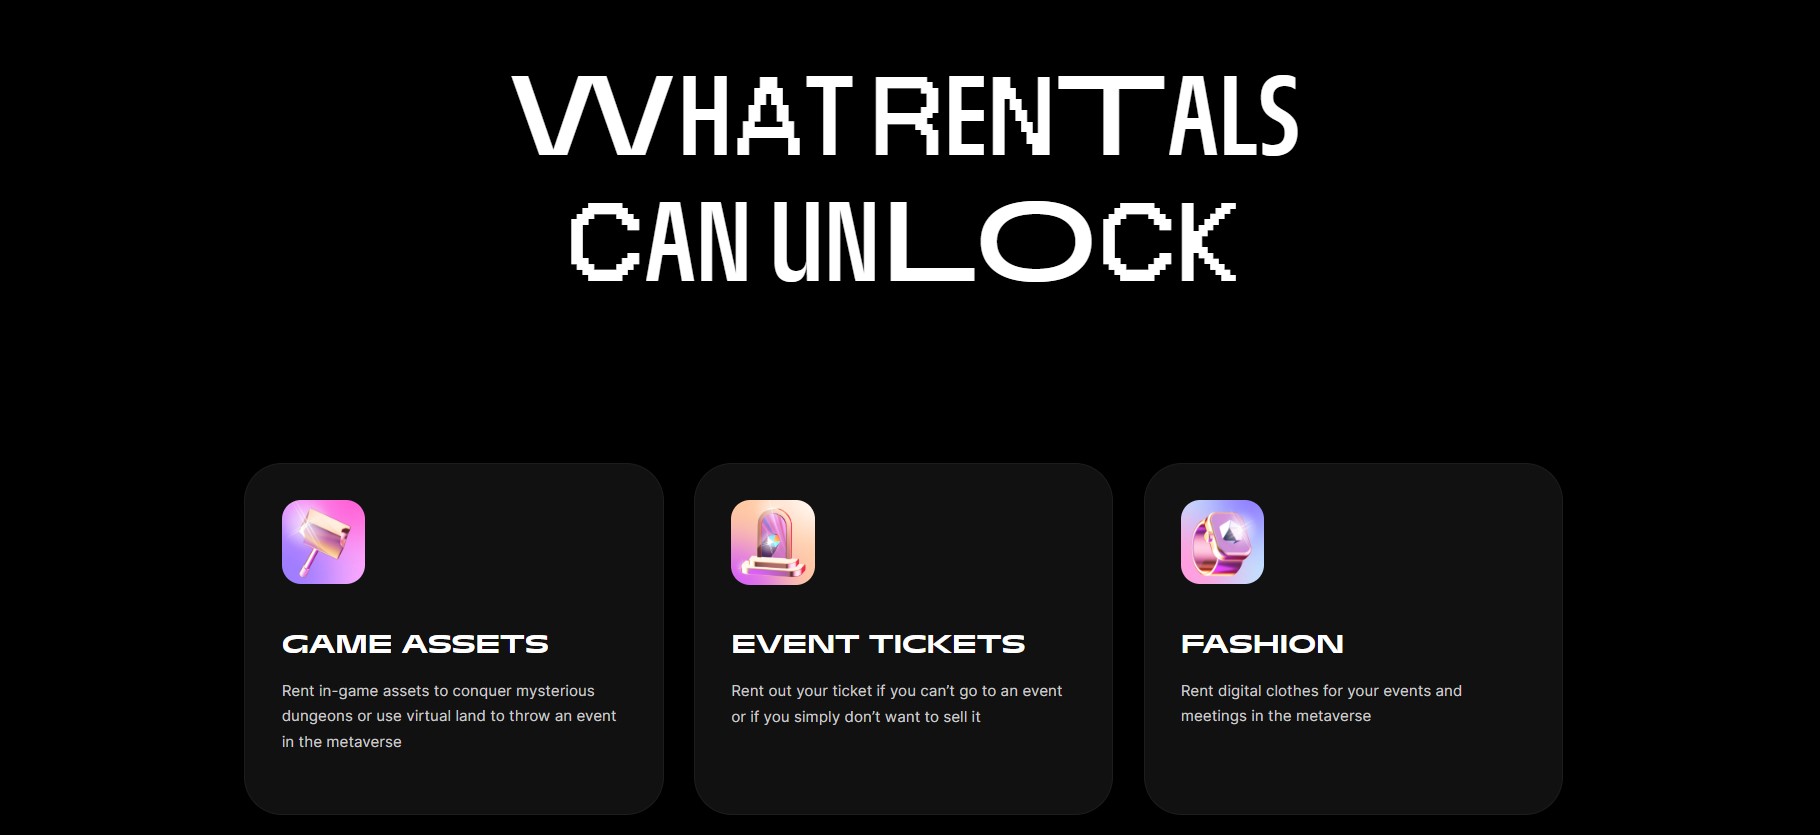 WHAT RENTALS
CAN UNLOCK
GAME ASSETS
Rent in-game assets to conquer mysterious
dungeons or use virtual land to throw an event
in the metaverse
EVENT TICKETS
Rent out your ticket if you can’t go to an event
or if you simply don’t want to sell it
FASHION
Rent digital clothes for your events and
meetings in the metaverse